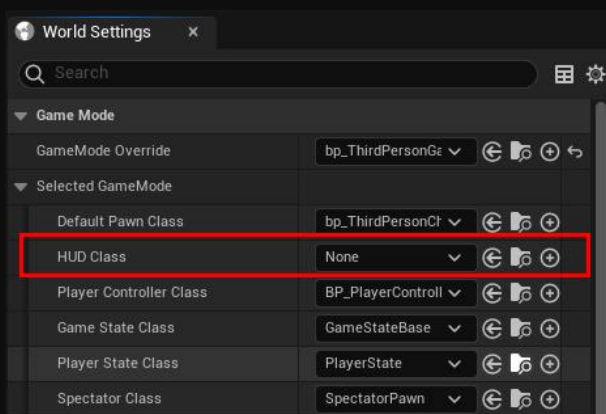 World Settings
Search
Game Mode
GameMode Override bp_ThirdPersonGa
Selected GameMode
Default Pawn Class bp_ThirdPersonCh
HUD Class None
Player Controller Class BP_PlayerControll
Game State Class GameStateBase
Player State Class PlayerState
Spectator Class SpectatorPawn